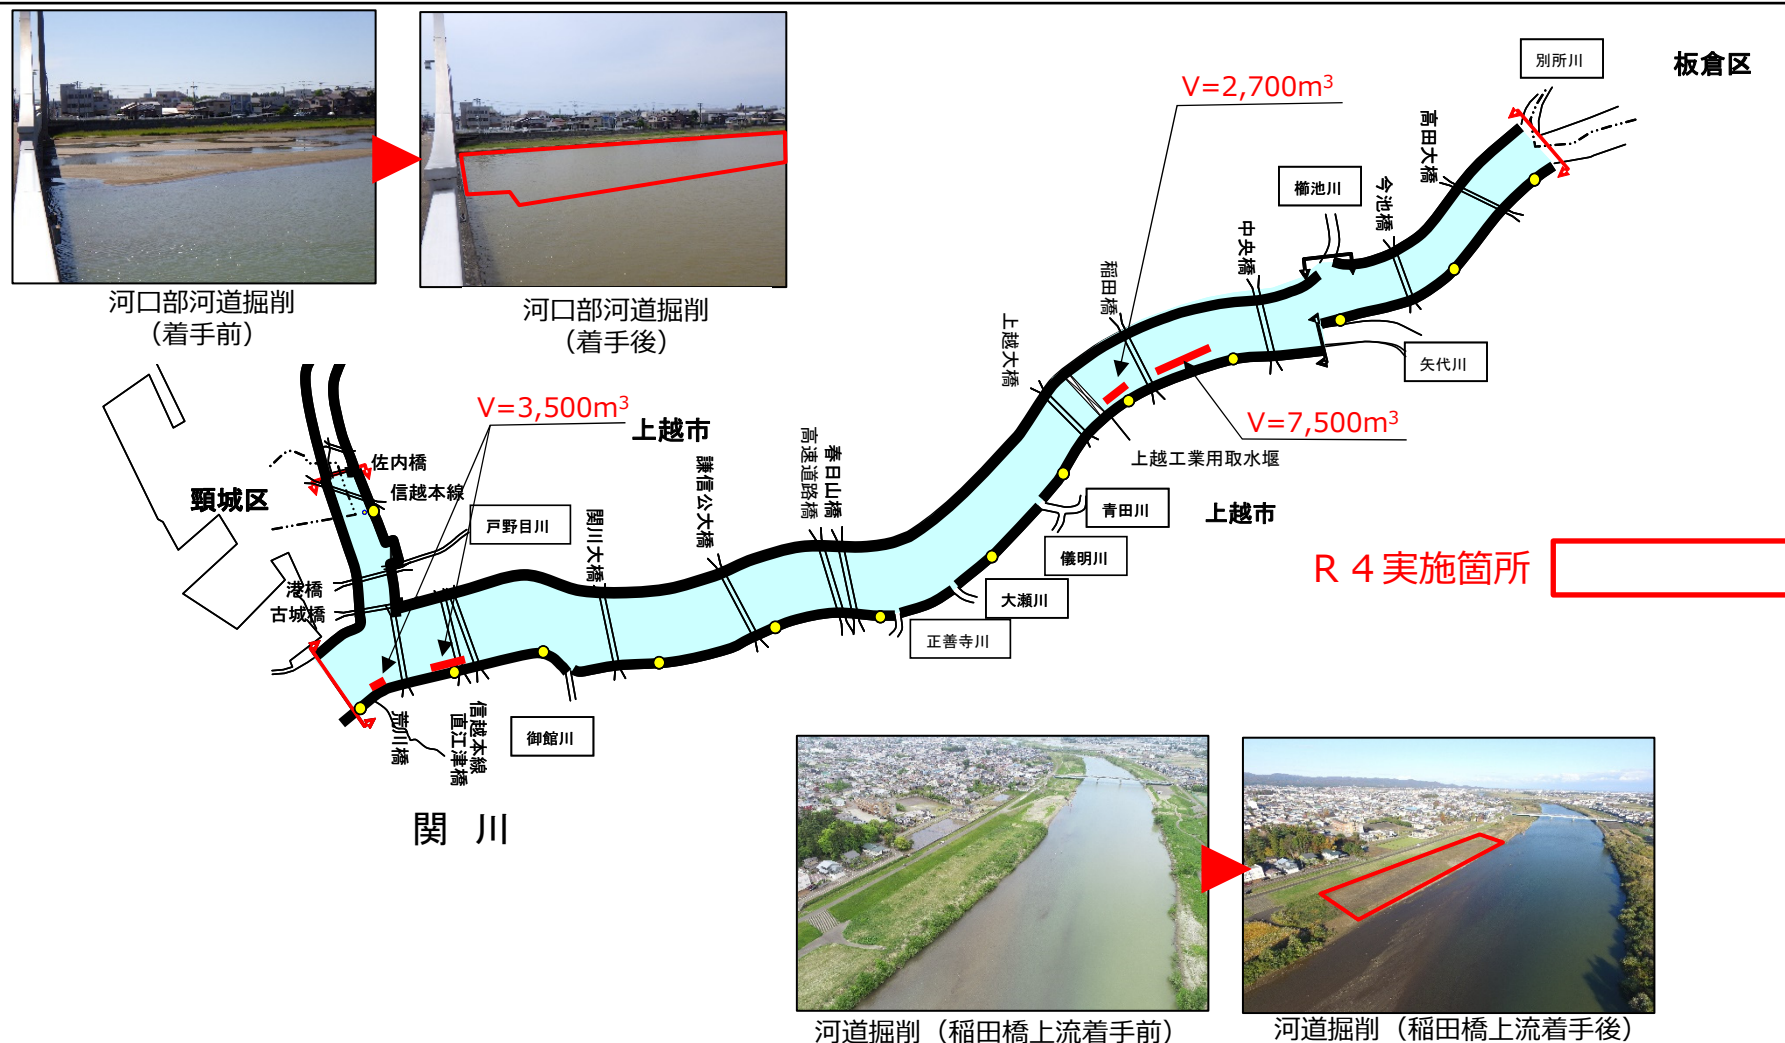 河口部河道掘削
（着手前）
河口部河道掘削
（着手後）
V=2,700m³
別所川
板倉区
高田大橋
櫛池川
今池橋
中央橋
稲田橋
上越大橋
矢代川
V=7,500m³
上越工業用取水堰
V=3,500m³
上越市
佐内橋
信越本線
頸城区
戸野目川
港橋
古城橋
関川大橋
謙信公大橋
高速道路橋
春日山橋
青田川
上越市
儀明川
大瀬川
正善寺川
R４実施箇所
荒川橋
信越本線
直江津橋
御館川
関 川
河道掘削（稲田橋上流着手前）
河道掘削（稲田橋上流着手後）